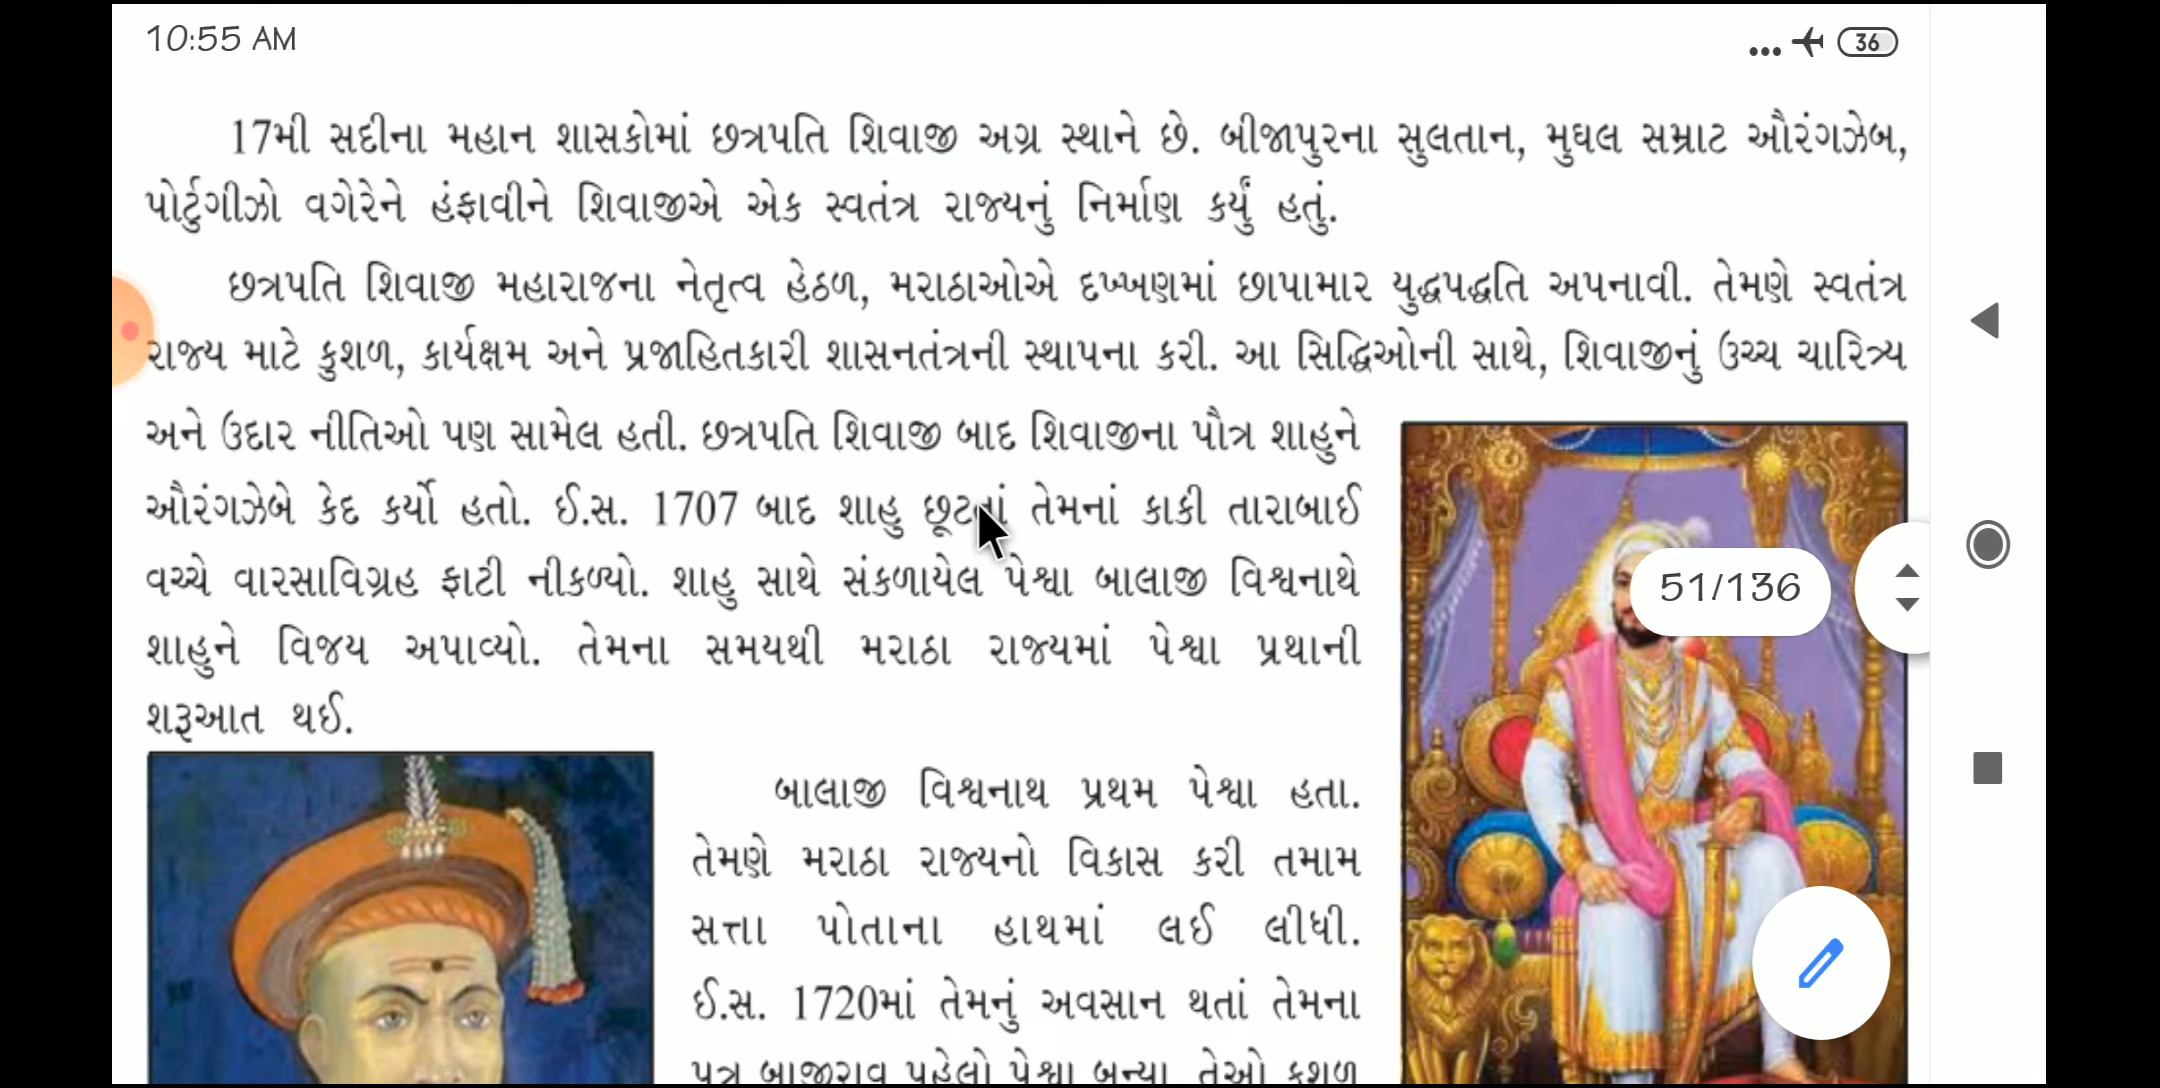 10:55 AM
... 36
17મી સદીના મહાન શાસકોમાં છત્રપતિ શિવાજી અગ્ર સ્થાને છે. બીજાપુરના સુલતાન, મુઘલ સમ્રાટ ઔરંગઝેબ,
પોર્ટુગીઝો વગેરેને હંફાવીને શિવાજીએ એક સ્વતંત્ર રાજ્યનું નિર્માણ કર્યું હતું.
છત્રપતિ શિવાજી મહારાજના નેતૃત્વ હેઠળ, મરાઠાઓએ દખ્ખણમાં છાપામાર યુદ્ધપદ્ધતિ અપનાવી. તેમણે સ્વતંત્ર
રાજ્ય માટે કુશળ, કાર્યક્ષમ અને પ્રજાહિતકારી શાસનતંત્રની સ્થાપના કરી. આ સિદ્ધિઓની સાથે, શિવાજીનું ઉચ્ચ ચારિત્ર્ય
અને ઉદાર નીતિઓ પણ સામેલ હતી. છત્રપતિ શિવાજી બાદ શિવાજીના પૌત્ર શાહુને
ઔરંગઝેબે કેદ કર્યો હતો. ઈ.સ. 1707 બાદ શાહુ છૂટતાં તેમનાં કાકી તારાબાઈ
વચ્ચે વારસાવિગ્રહ ફાટી નીકળ્યો. શાહુ સાથે સંકળાયેલ પેશ્વા બાલાજી વિશ્વનાથે
શાહુને વિજય અપાવ્યો. તેમના સમયથી મરાઠા રાજ્યમાં પેશ્વા પ્રથાની
શરૂઆત થઈ.
બાલાજી વિશ્વનાથ પ્રથમ પેશ્વા હતા.
તેમણે મરાઠા રાજ્યનો વિકાસ કરી તમામ
સત્તા પોતાના હાથમાં લઈ લીધી.
ઈ.સ. 1720માં તેમનું અવસાન થતાં તેમના
પુત્ર બાજીરાવ પહેલો પેશ્વા બન્યા. તેઓ કુશળ
51/136